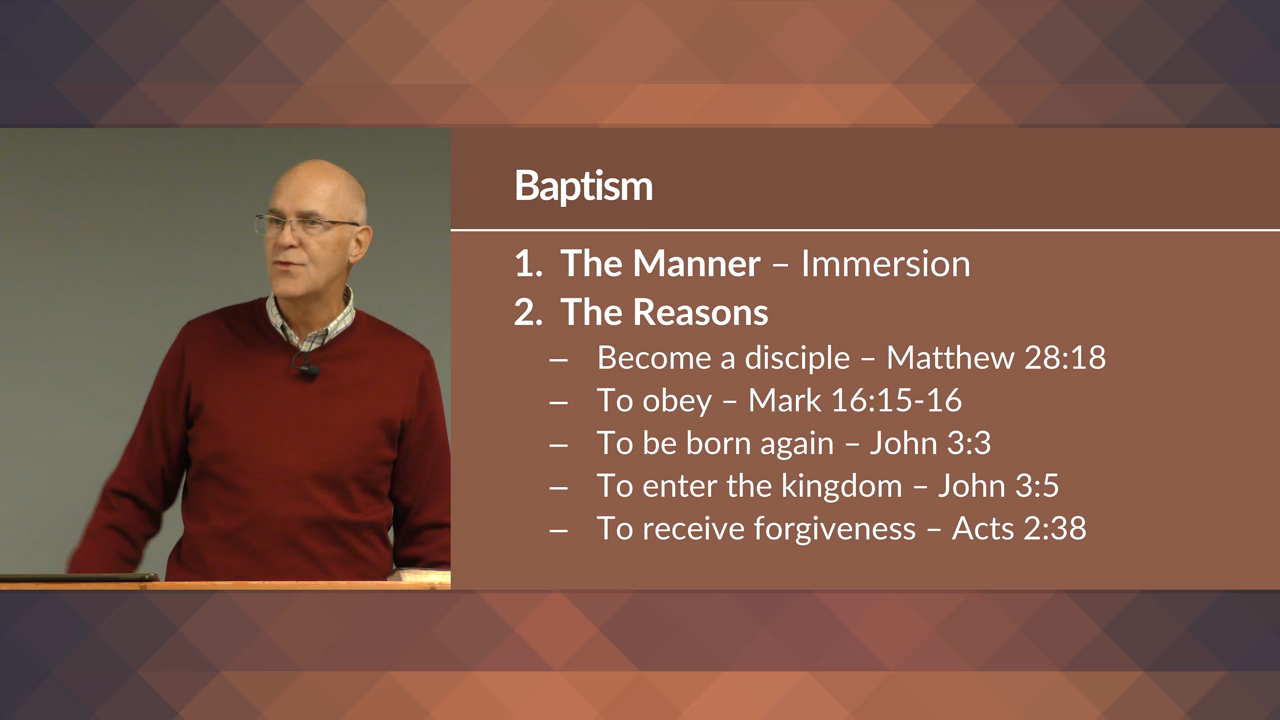 Baptism
1. The Manner – Immersion
2. The Reasons
– Become a disciple – Matthew 28:18
– To obey – Mark 16:15-16
– To be born again – John 3:3
– To enter the kingdom – John 3:5
– To receive forgiveness – Acts 2:38